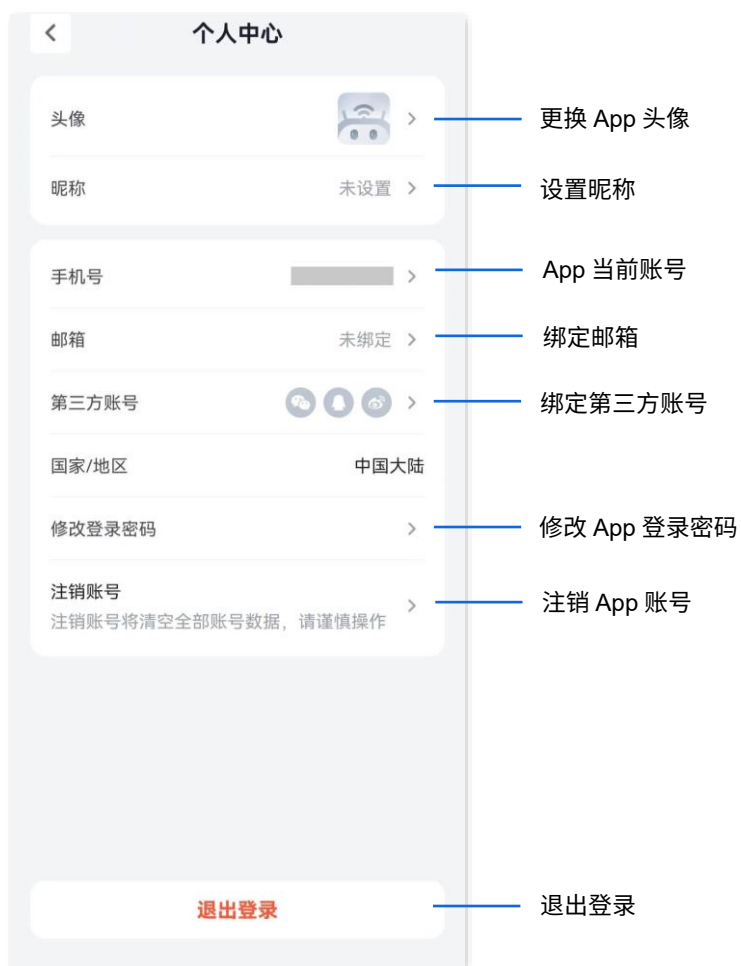 个人中心
头像
更换 App 头像
昵称 未设置
设置昵称
手机号
App 当前账号
邮箱 未绑定
绑定邮箱
第三方账号
绑定第三方账号
国家/地区 中国大陆
修改登录密码
修改 App 登录密码
注销账号
注销账号将清空全部账号数据，请谨慎操作
注销 App 账号
退出登录
退出登录